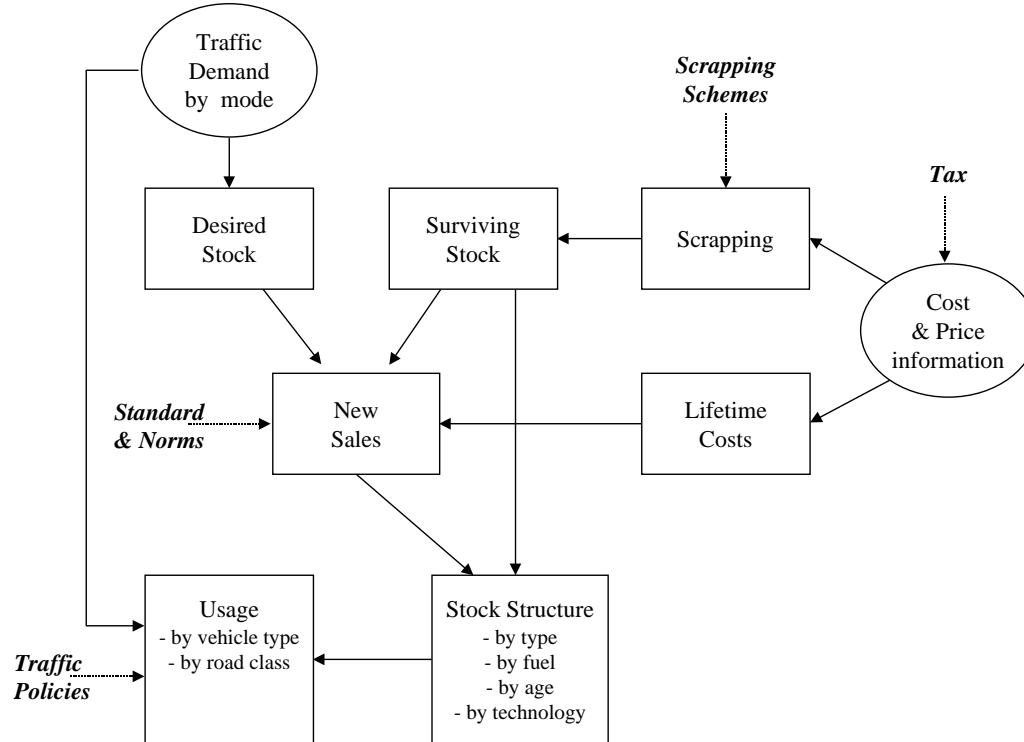 Traffic
Demand
by mode
Scrapping
Schemes
Tax
Desired
Stock
Surviving
Stock
Scrapping
Cost
& Price
information
Standard
& Norms
New
Sales
Lifetime
Costs
Usage
- by vehicle type
- by road class
Stock Structure
- by type
- by fuel
- by age
- by technology
Traffic
Policies